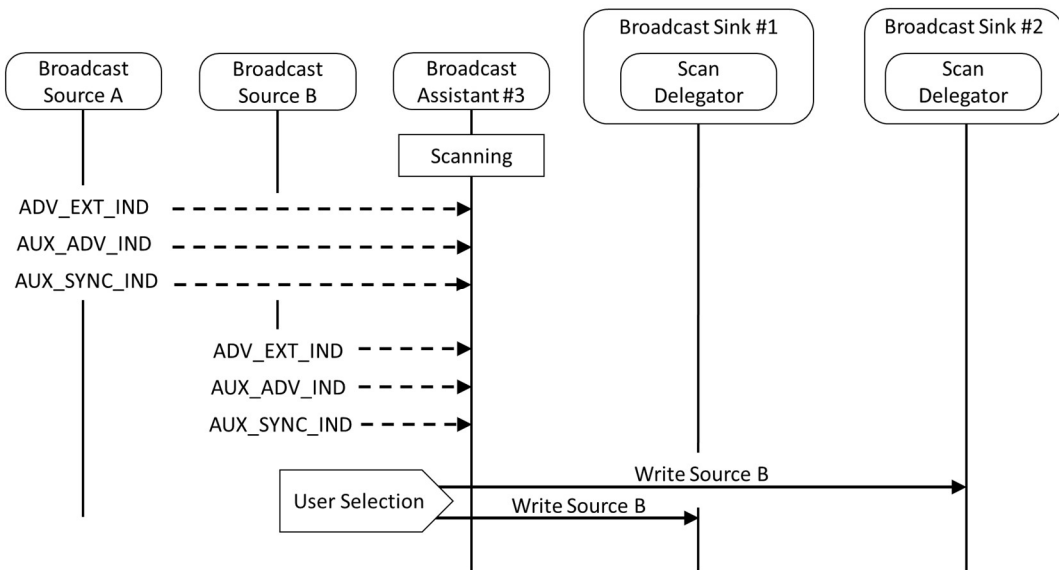 Broadcast
Source A
Broadcast
Source B
Broadcast
Assistant #3
Broadcast Sink #1
Scan
Delegator
Broadcast Sink #2
Scan
Delegator
Scanning
ADV_EXT_IND
AUX_ADV_IND
AUX_SYNC_IND
ADV_EXT_IND
AUX_ADV_IND
AUX_SYNC_IND
Write Source B
User Selection
Write Source B